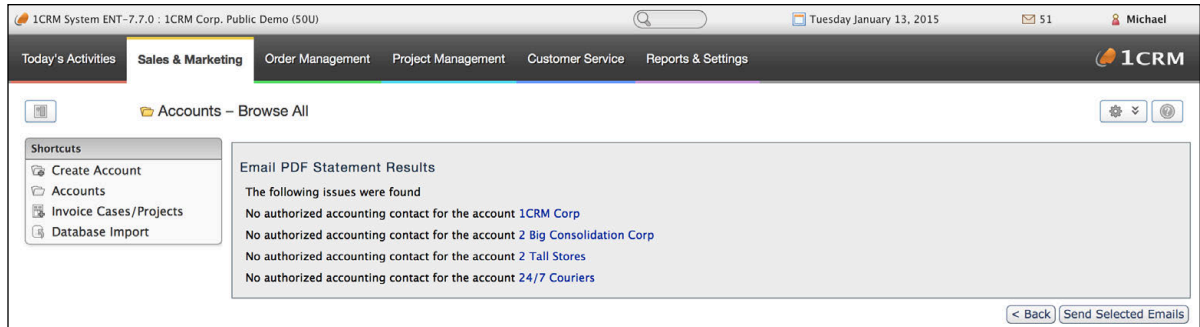 1CRM System ENT-7.7.0 : 1CRM Corp. Public Demo (50U)
Tuesday January 13, 2015
51
Michael
Today's Activities
Sales & Marketing
Order Management
Project Management
Customer Service
Reports & Settings
1CRM
Accounts – Browse All
Shortcuts
Create Account
Accounts
Invoice Cases/Projects
Database Import
Email PDF Statement Results
The following issues were found
No authorized accounting contact for the account 1CRM Corp
No authorized accounting contact for the account 2 Big Consolidation Corp
No authorized accounting contact for the account 2 Tall Stores
No authorized accounting contact for the account 24/7 Couriers
< Back
Send Selected Emails